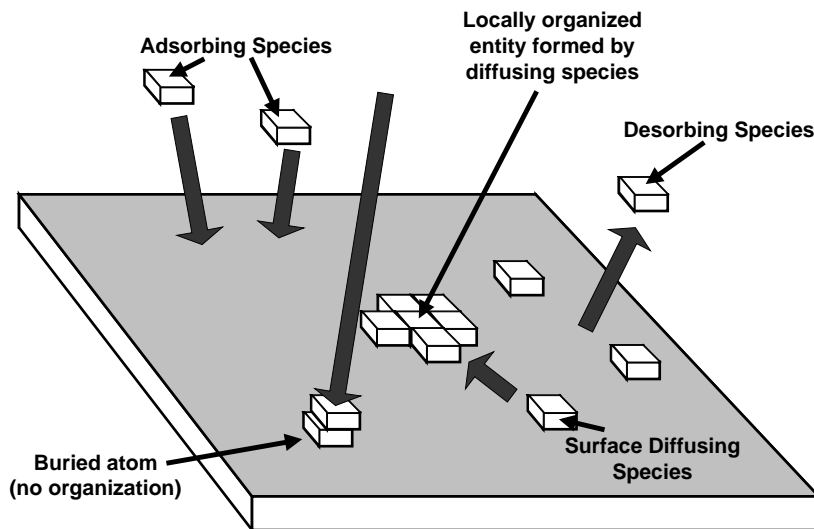 Adsorbing Species
Locally organized
entity formed by
diffusing species
Desorbing Species
Buried atom
(no organization)
Surface Diffusing
Species